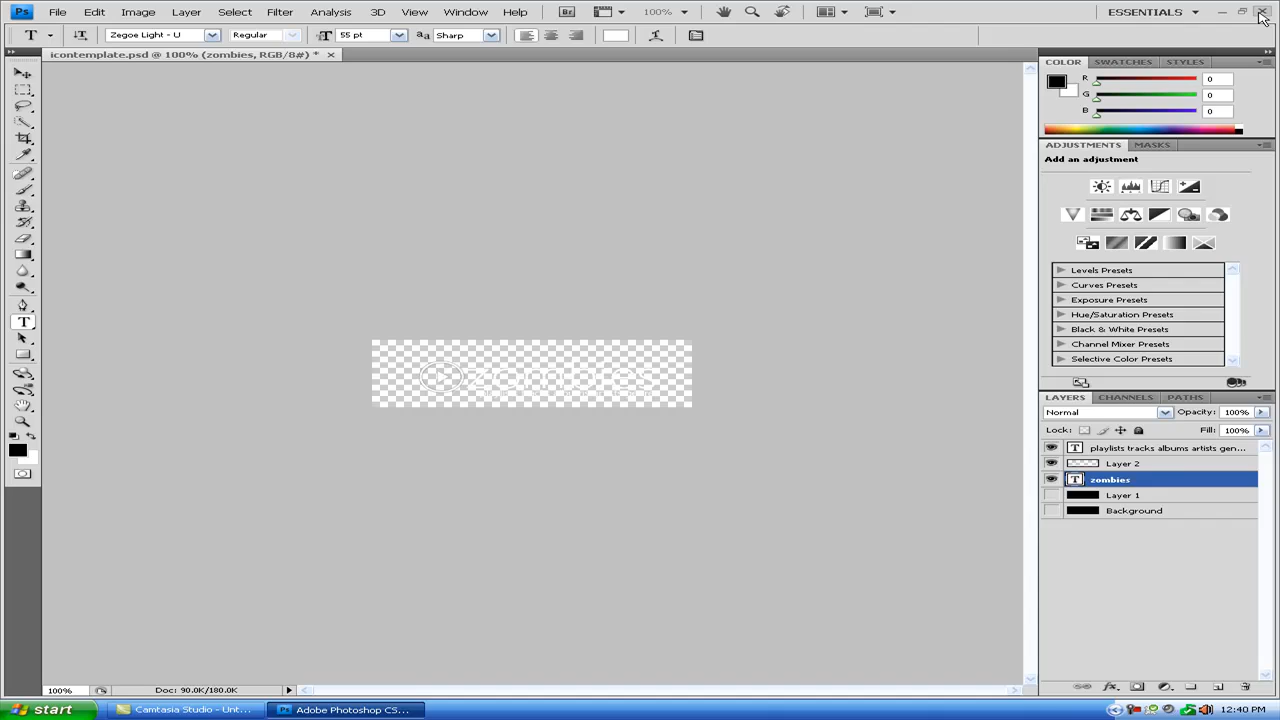 Ps File Edit Image Layer Select Filter Analysis 3D View Window Help Br 100% ESSENTIALS
T Zegoe Light - U Regular 55 pt Sharp
icontemplate.psd @ 100% (zombies, RGB/8#) *
COLOR SWATCHES STYLES
R 0
G 0
B 0
ADJUSTMENTS MASKS
Add an adjustment
Levels Presets
Curves Presets
Exposure Presets
Hue/Saturation Presets
Black & White Presets
Channel Mixer Presets
Selective Color Presets
zombies
LAYERS CHANNELS PATHS
Normal Opacity: 100%
Lock: Fill: 100%
T playlists tracks albums artists gen...
Layer 2
T zombies
Layer 1
Background
100% Doc: 90.0K/180.0K
start Camtasia Studio - Unt... Ps Adobe Photoshop CS... 12:40 PM